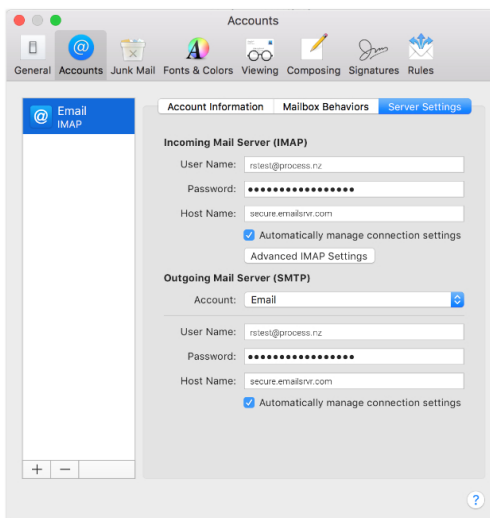 Accounts
General Accounts Junk Mail Fonts & Colors Viewing Composing Signatures Rules
Email
IMAP
Account Information Mailbox Behaviors Server Settings
Incoming Mail Server (IMAP)
User Name: rstest@process.nz
Password: •••••••••••••••••
Host Name: secure.emailsrvr.com
Automatically manage connection settings
Advanced IMAP Settings
Outgoing Mail Server (SMTP)
Account: Email
User Name: rstest@process.nz
Password: •••••••••••••••••
Host Name: secure.emailsrvr.com
Automatically manage connection settings
+ −
?